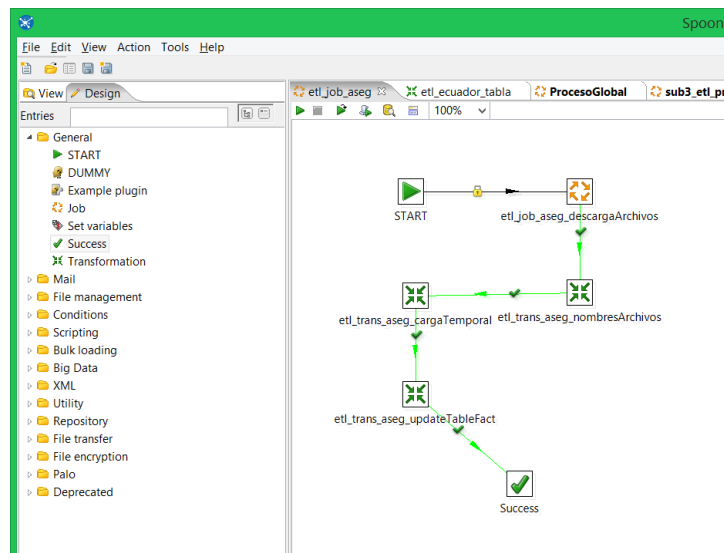 Spoon
File Edit View Action Tools Help
View Design
Entries
General
START
DUMMY
Example plugin
Job
Set variables
Success
Transformation
Mail
File management
Conditions
Scripting
Bulk loading
Big Data
XML
Utility
Repository
File transfer
File encryption
Palo
Deprecated
etl_job_aseg etl_ecuador_tabla ProcesoGlobal sub3_etl_pr
100%
START
etl_job_aseg_descargaArchivos
etl_trans_aseg_cargaTemporal
etl_trans_aseg_nombresArchivos
etl_trans_aseg_updateTableFact
Success